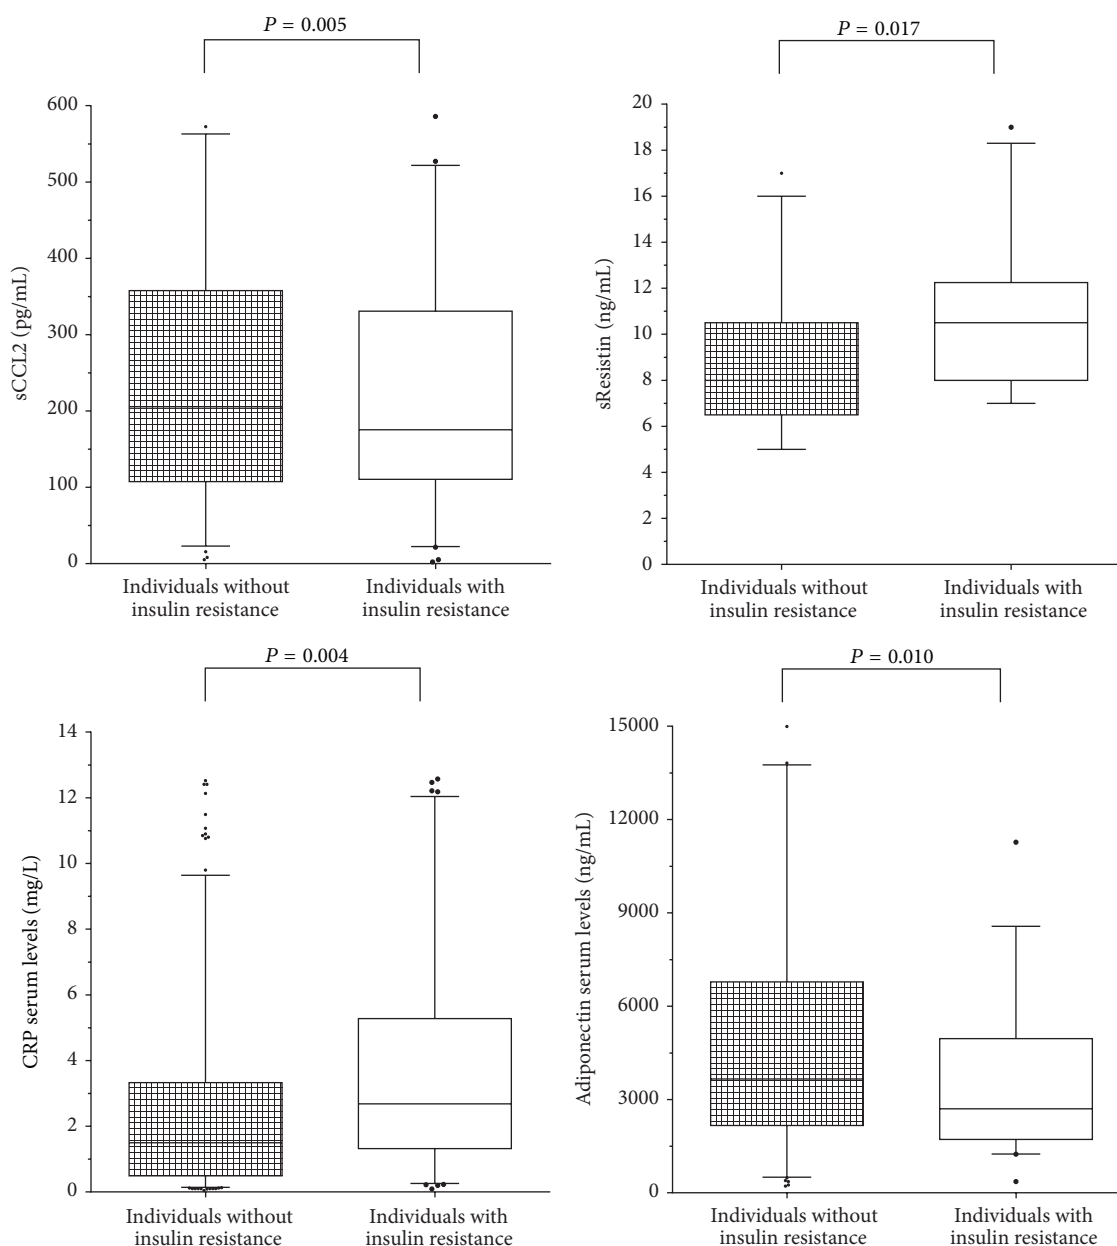 P = 0.005
600
500
400
300
200
100
0
sCCL2 (pg/mL)
Individuals without
insulin resistance
Individuals with
insulin resistance
P = 0.017
20
18
16
14
12
10
8
6
4
2
0
sResistin (ng/mL)
Individuals without
insulin resistance
Individuals with
insulin resistance
P = 0.004
14
12
10
8
6
4
2
0
CRP serum levels (mg/L)
Individuals without
insulin resistance
Individuals with
insulin resistance
P = 0.010
15000
12000
9000
6000
3000
0
Adiponectin serum levels (ng/mL)
Individuals without
insulin resistance
Individuals with
insulin resistance